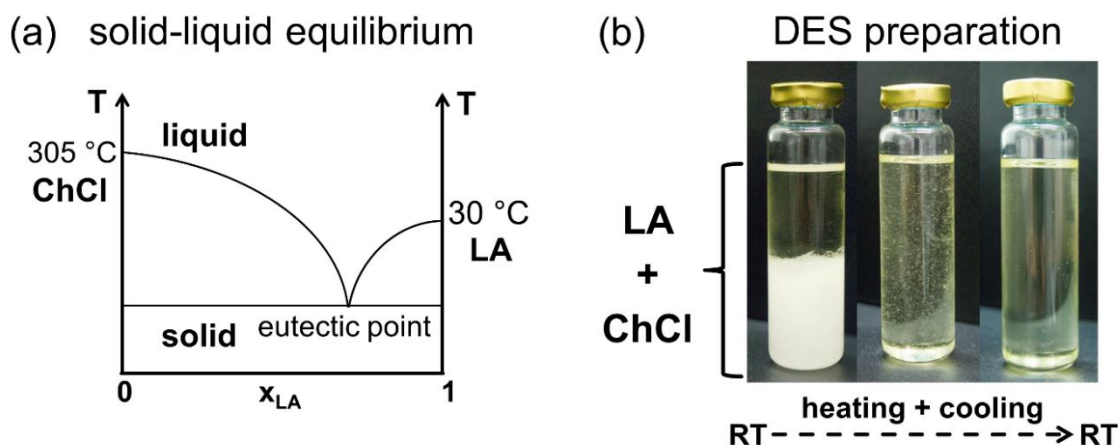 (a) solid-liquid equilibrium
T
T
liquid
305 °C
ChCl
30 °C
LA
solid
eutectic point
0
x_LA
1
(b) DES preparation
LA
+
ChCl
heating + cooling
RT
RT